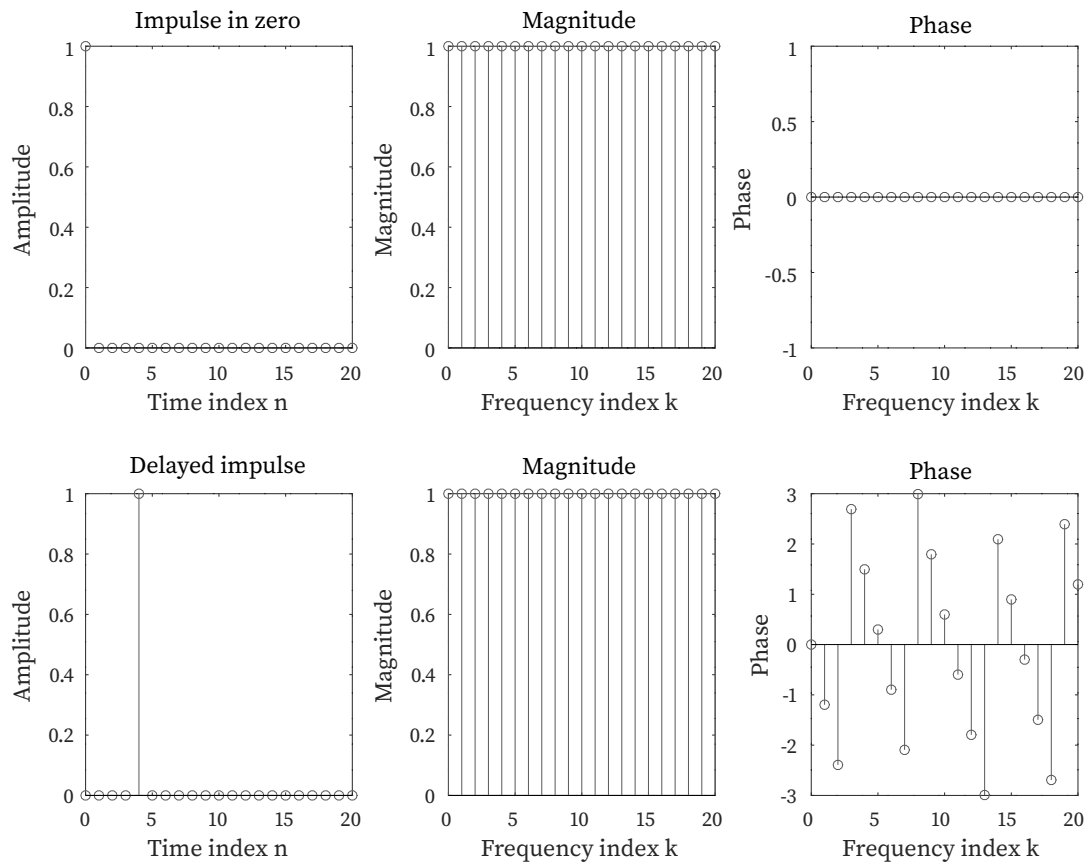 Impulse in zero
Amplitude
1
0.8
0.6
0.4
0.2
0
0 5 10 15 20
Time index n
Magnitude
Magnitude
1
0.8
0.6
0.4
0.2
0
0 5 10 15 20
Frequency index k
Phase
Phase
1
0.5
0
-0.5
-1
0 5 10 15 20
Frequency index k
Delayed impulse
Amplitude
1
0.8
0.6
0.4
0.2
0
0 5 10 15 20
Time index n
Magnitude
Magnitude
1
0.8
0.6
0.4
0.2
0
0 5 10 15 20
Frequency index k
Phase
Phase
3
2
1
0
-1
-2
-3
0 5 10 15 20
Frequency index k